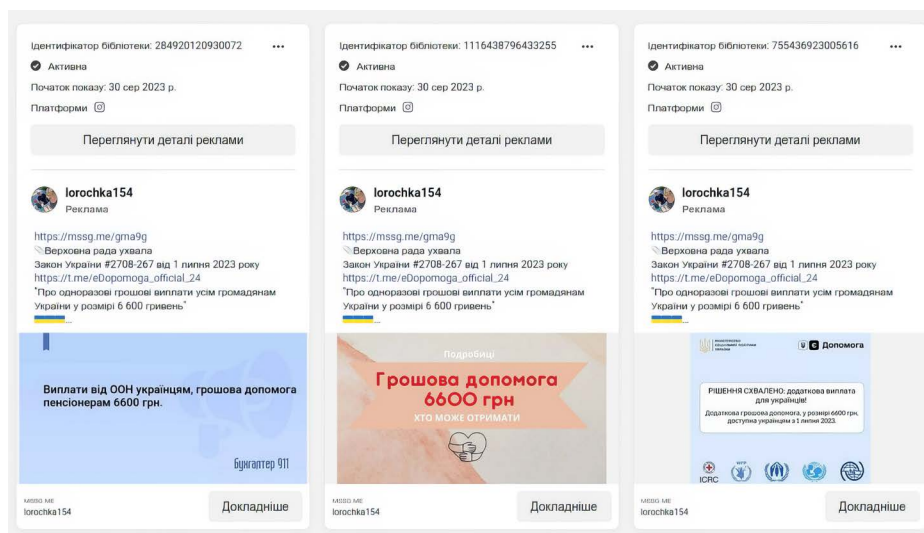 Ідентифікатор бібліотеки: 284920120930072
Активна
Початок показу: 30 сер 2023 р.
Платформи
Переглянути деталі реклами
lorochka154
Реклама
https://mssg.me/gma9g
Верховна рада ухвала
Закон України #2708-267 від 1 липня 2023 року
https://t.me/eDopomoga_official_24
"Про одноразові грошові виплати усім громадянам
України у розмірі 6 600 гривень"
...
Виплати від ООН українцям, грошова допомога
пенсіонерам 6600 грн.
Бухгалтер 911
MSSG.ME
lorochka154
Докладніше
Ідентифікатор бібліотеки: 1116438796433255
Активна
Початок показу: 30 сер 2023 р.
Платформи
Переглянути деталі реклами
lorochka154
Реклама
https://mssg.me/gma9g
Верховна рада ухвала
Закон України #2708-267 від 1 липня 2023 року
https://t.me/eDopomoga_official_24
"Про одноразові грошові виплати усім громадянам
України у розмірі 6 600 гривень"
...
Подробиці
Грошова допомога
6600 грн
ХТО МОЖЕ ОТРИМАТИ
MSSG.ME
lorochka154
Докладніше
Ідентифікатор бібліотеки: 755436923005616
Активна
Початок показу: 30 сер 2023 р.
Платформи
Переглянути деталі реклами
lorochka154
Реклама
https://mssg.me/gma9g
Верховна рада ухвала
Закон України #2708-267 від 1 липня 2023 року
https://t.me/eDopomoga_official_24
"Про одноразові грошові виплати усім громадянам
України у розмірі 6 600 гривень"
...
є Допомога
РІШЕННЯ СХВАЛЕНО: додаткова виплата
для українців!
Додаткова грошова допомога, у розмірі 6600 грн,
доступна українцям з 1 липня 2023.
ICRC
WFP
MSSG.ME
lorochka154
Докладніше